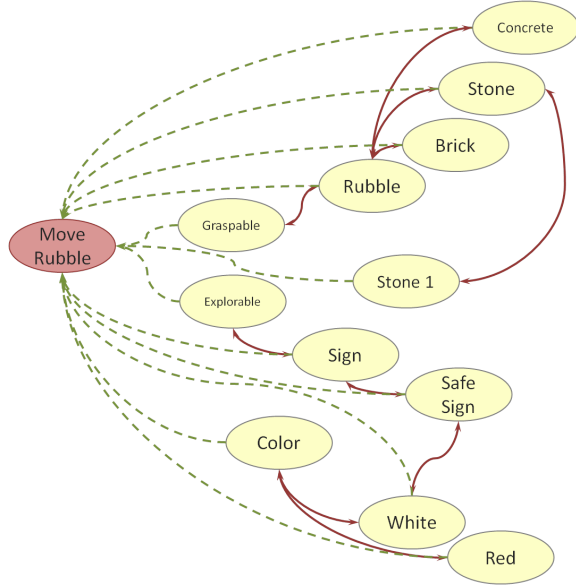 Concrete
Stone
Brick
Rubble
Graspable
Move
Rubble
Stone 1
Explorable
Sign
Safe
Sign
Color
White
Red